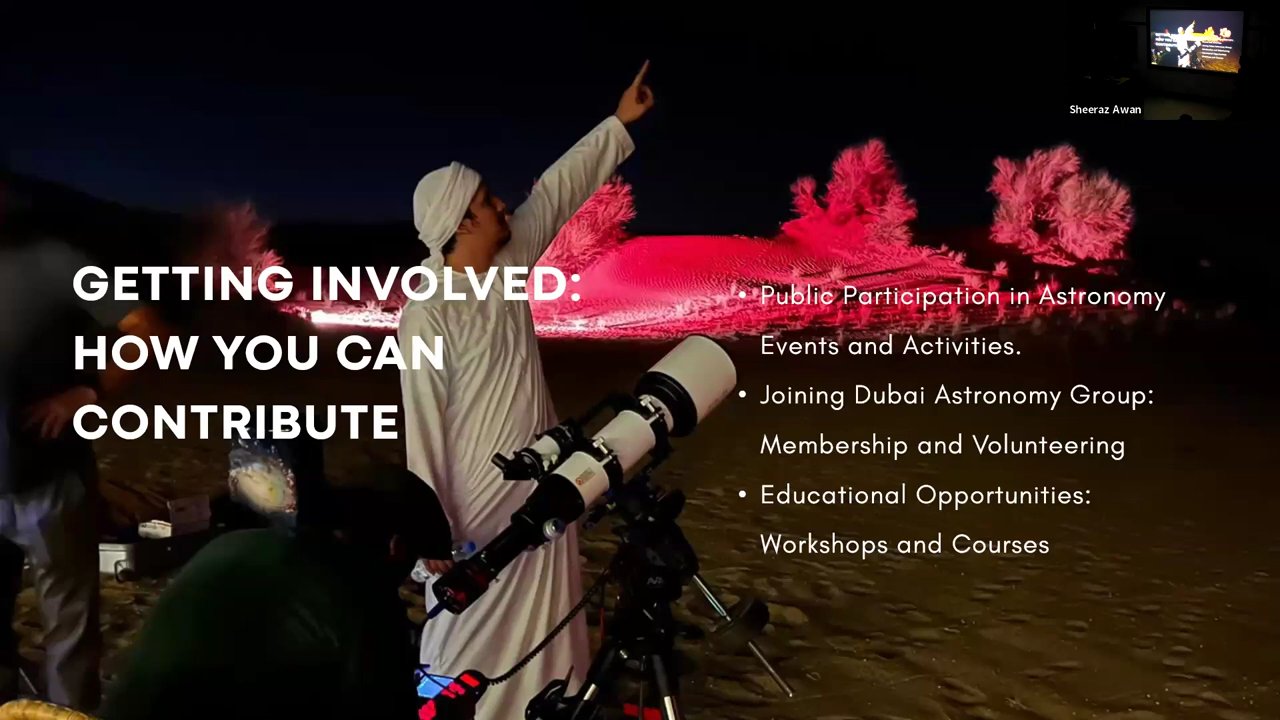 Sheeraz Awan
GETTING INVOLVED:
HOW YOU CAN
CONTRIBUTE
• Public Participation in Astronomy
Events and Activities.
• Joining Dubai Astronomy Group:
Membership and Volunteering
• Educational Opportunities:
Workshops and Courses